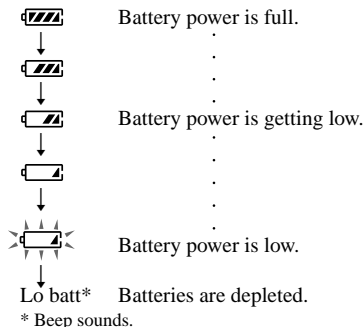 Battery power is full.
Battery power is getting low.
Battery power is low.
Lo batt* Batteries are depleted.
* Beep sounds.